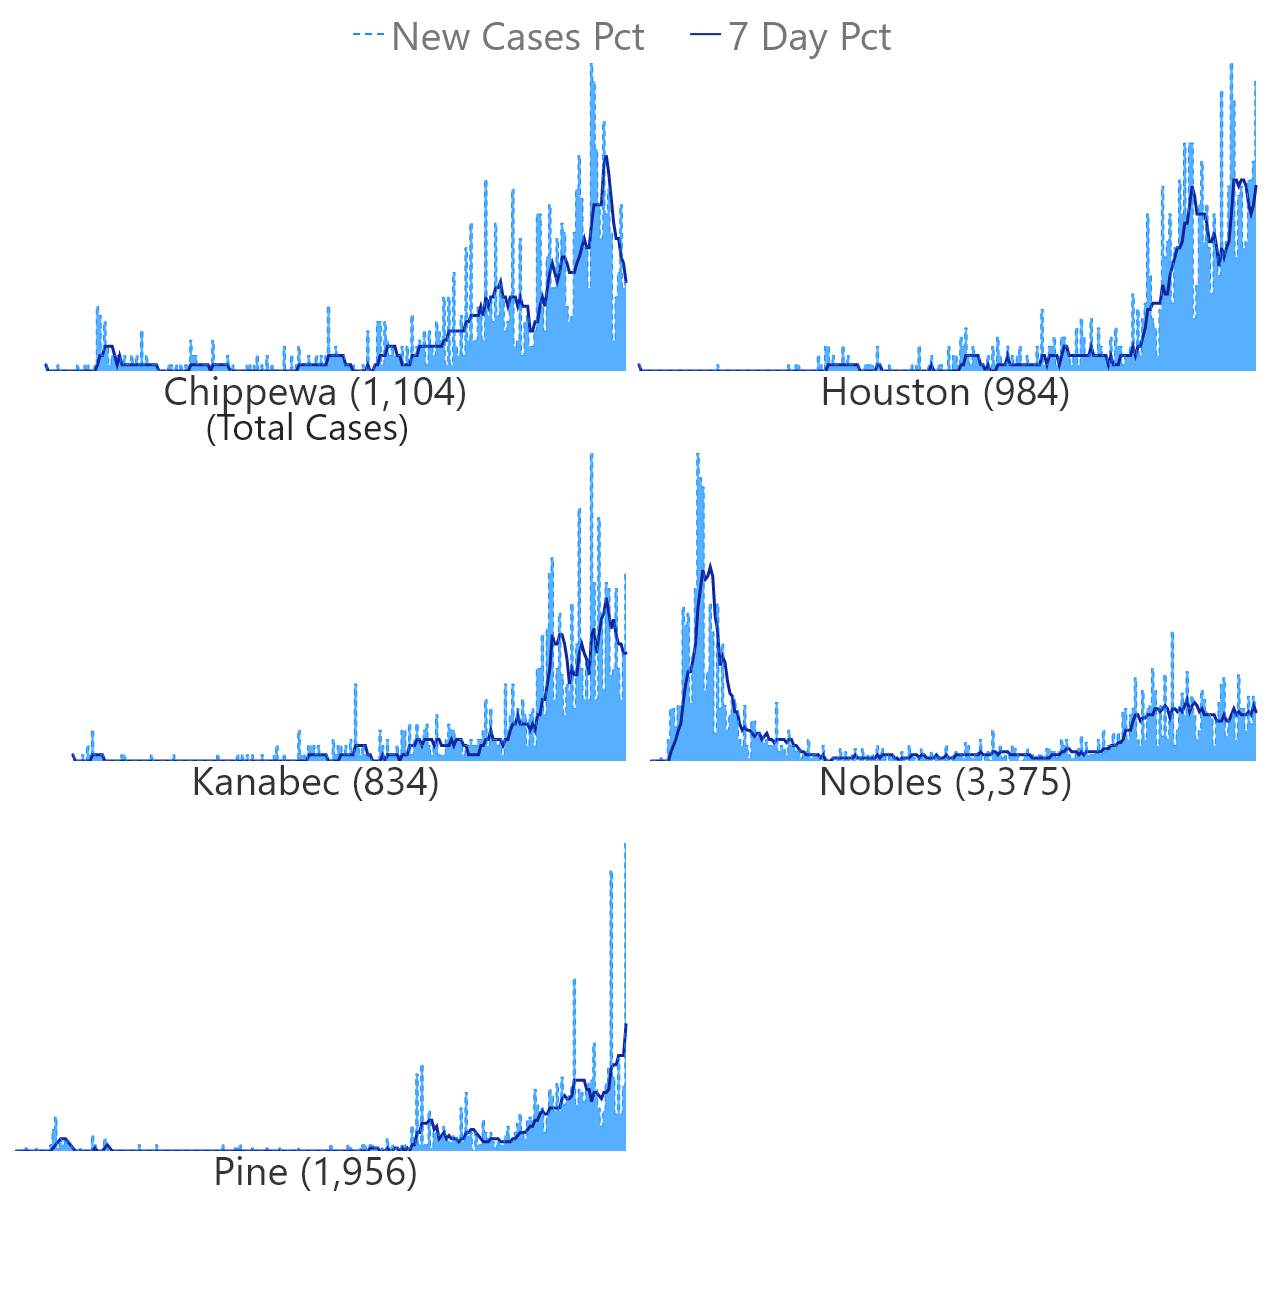 New Cases Pct 7 Day Pct
Chippewa (1,104)
(Total Cases)
Houston (984)
Kanabec (834)
Nobles (3,375)
Pine (1,956)